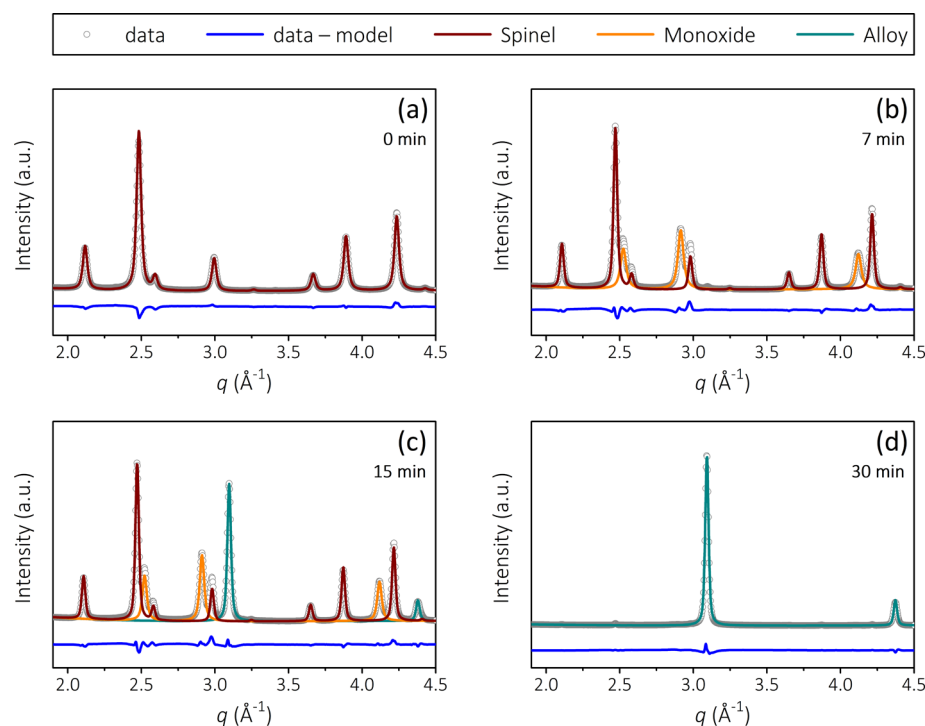 data data – model Spinel Monoxide Alloy
(a)
0 min
Intensity (a.u.)
2.0 2.5 3.0 3.5 4.0 4.5
q (Å-1)
(b)
7 min
Intensity (a.u.)
2.0 2.5 3.0 3.5 4.0 4.5
q (Å-1)
(c)
15 min
Intensity (a.u.)
2.0 2.5 3.0 3.5 4.0 4.5
q (Å-1)
(d)
30 min
Intensity (a.u.)
2.0 2.5 3.0 3.5 4.0 4.5
q (Å-1)